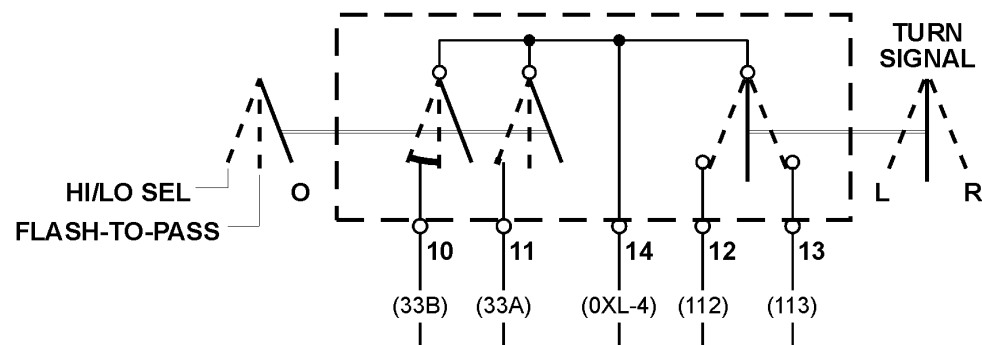 TURN
SIGNAL
HI/LO SEL
O
L
R
FLASH-TO-PASS
10
11
14
12
13
(33B)
(33A)
(0XL-4)
(112)
(113)